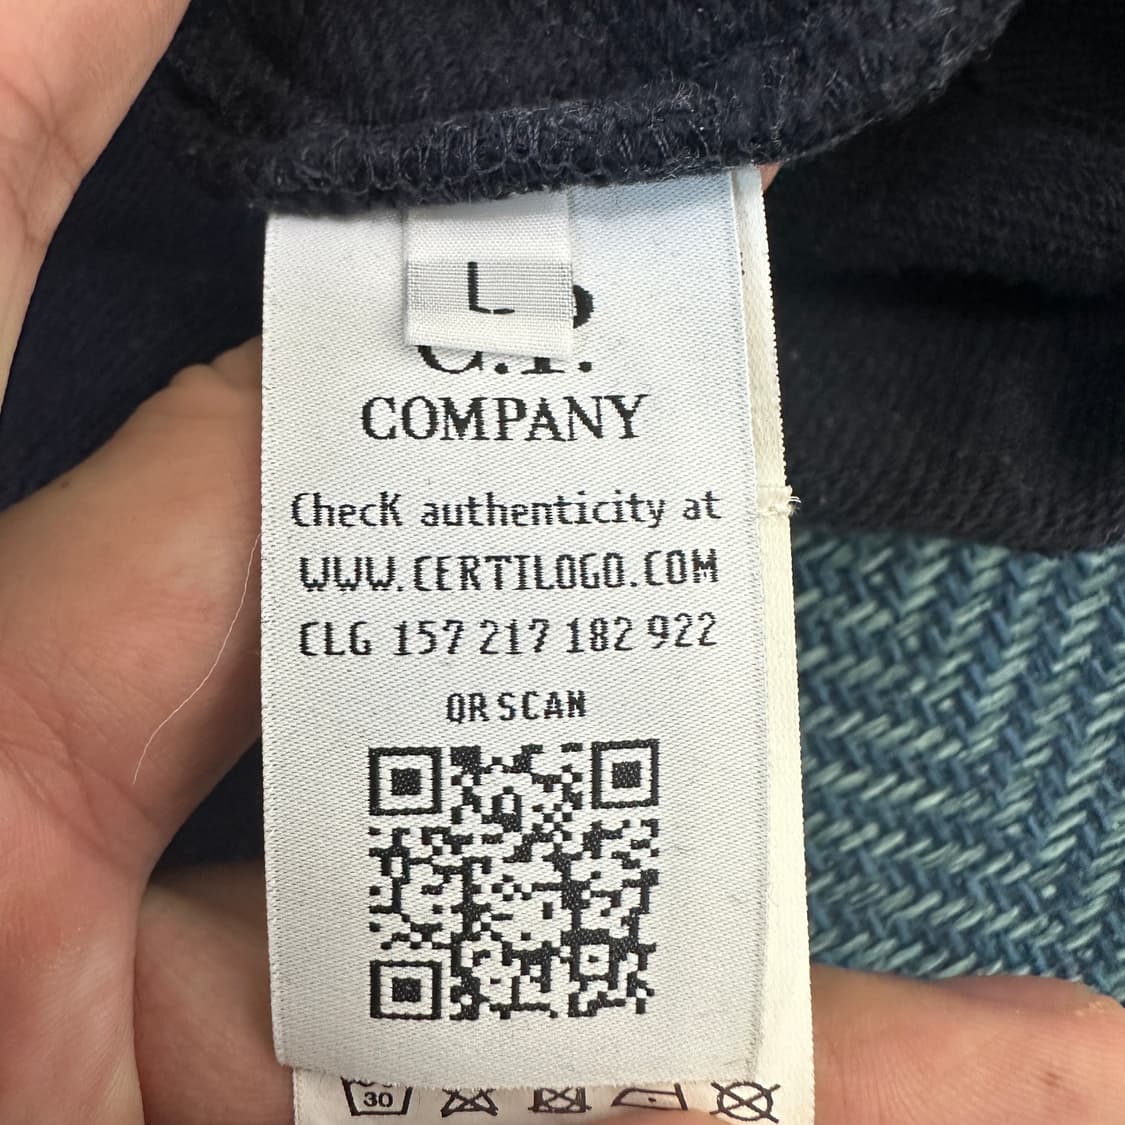 L
C.P.
COMPANY
Check authenticity at
WWW.CERTILOGO.COM
CLG 157 217 182 922
QR SCAN
30